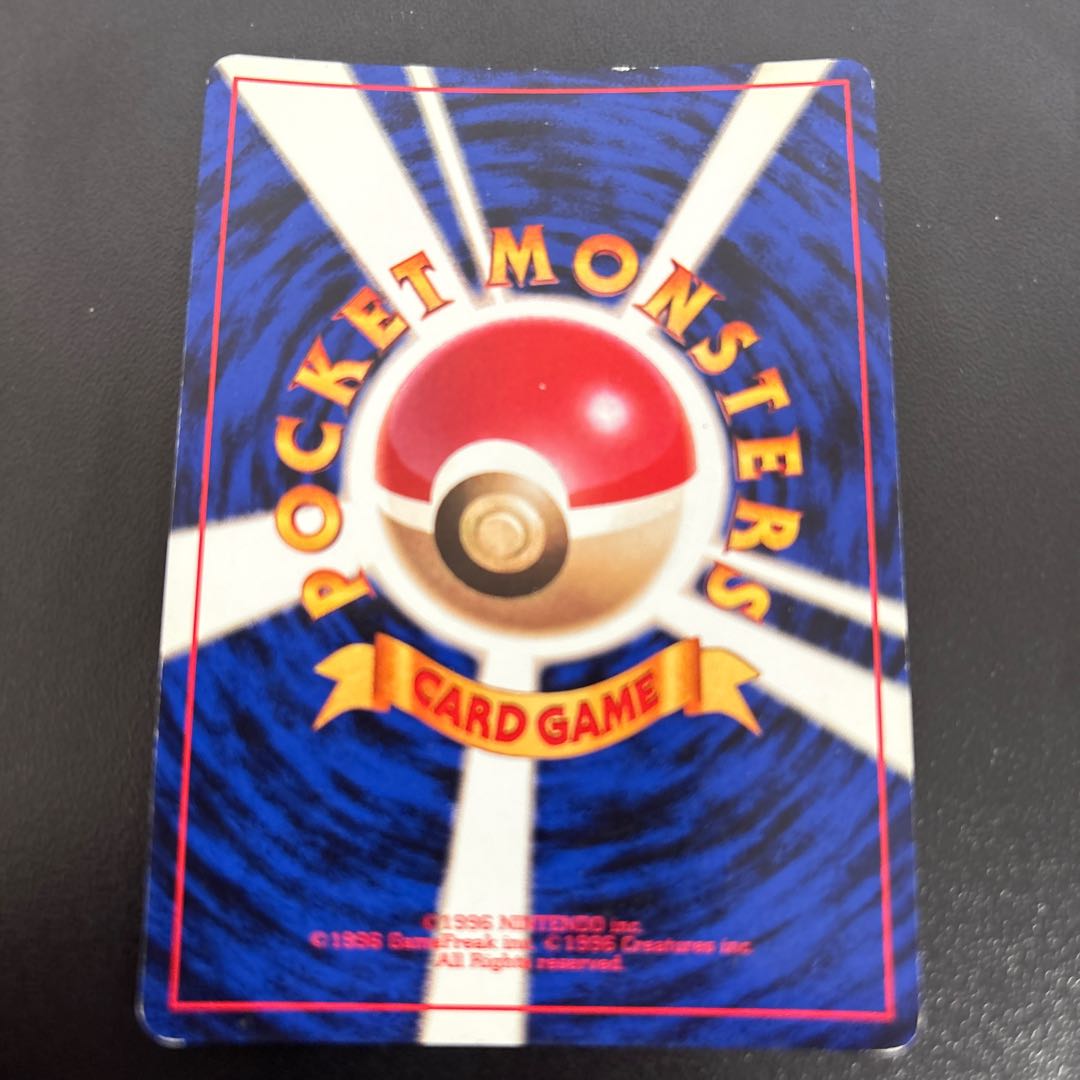 POCKET MONSTERS
CARD GAME
©1996 NINTENDO inc.
©1996 GameFreak inc. ©1996 Creatures inc.
All Rights reserved.